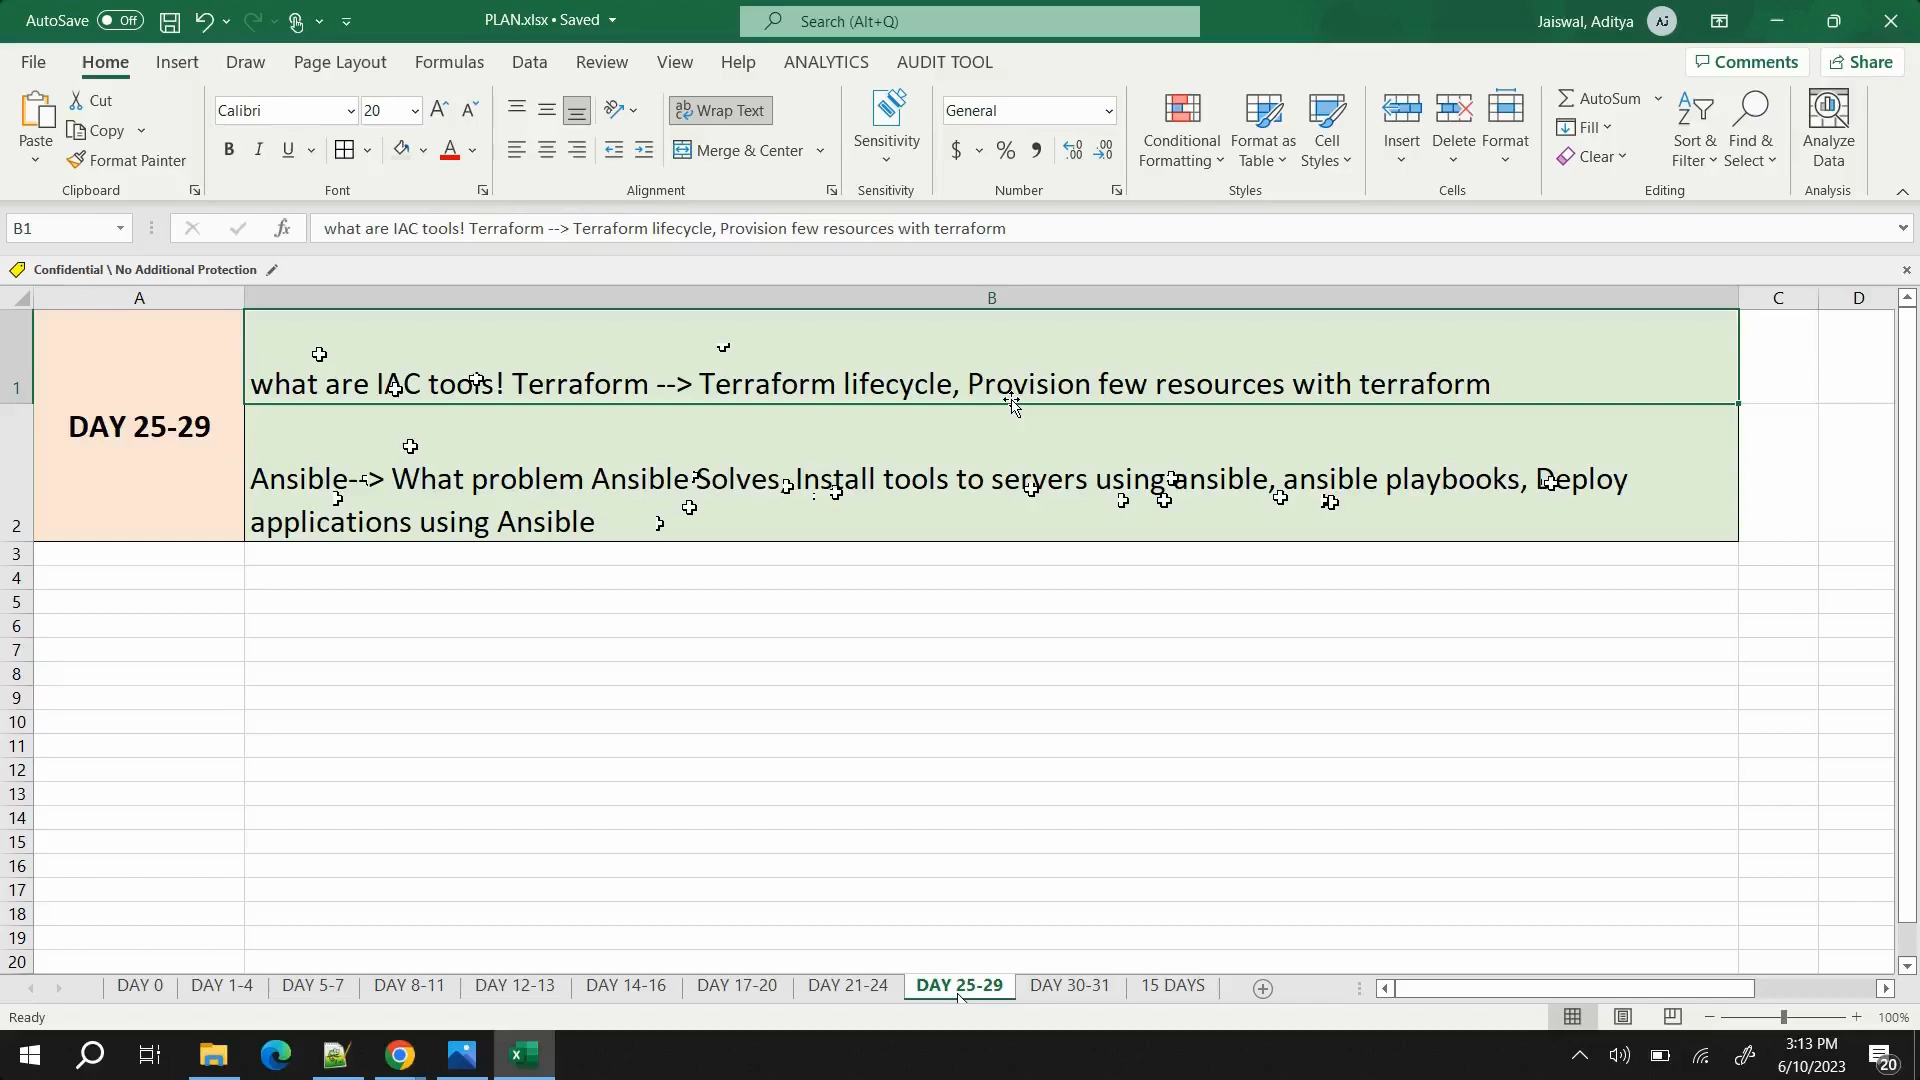 AutoSave Off PLAN.xlsx • Saved Search (Alt+Q) Jaiswal, Aditya AJ
File Home Insert Draw Page Layout Formulas Data Review View Help ANALYTICS AUDIT TOOL Comments Share
Paste Cut Copy Format Painter
Clipboard
Calibri 20
B I U A
Font
Wrap Text
Merge & Center
Alignment
Sensitivity
Sensitivity
General
$ %
Number
Conditional Formatting Format as Table Cell Styles
Styles
Insert Delete Format
Cells
AutoSum
Fill
Clear
Sort & Filter Find & Select
Editing
Analyze Data
Analysis
B1 fx what are IAC tools! Terraform --> Terraform lifecycle, Provision few resources with terraform
Confidential \ No Additional Protection
A B C D
1 what are IAC tools! Terraform --> Terraform lifecycle, Provision few resources with terraform
DAY 25-29
Ansible--> What problem Ansible Solves, Install tools to servers using ansible, ansible playbooks, Deploy
2 applications using Ansible
3
4
5
6
7
8
9
10
11
12
13
14
15
16
17
18
19
20
DAY 0 DAY 1-4 DAY 5-7 DAY 8-11 DAY 12-13 DAY 14-16 DAY 17-20 DAY 21-24 DAY 25-29 DAY 30-31 15 DAYS
Ready 100%
3:13 PM
6/10/2023
20